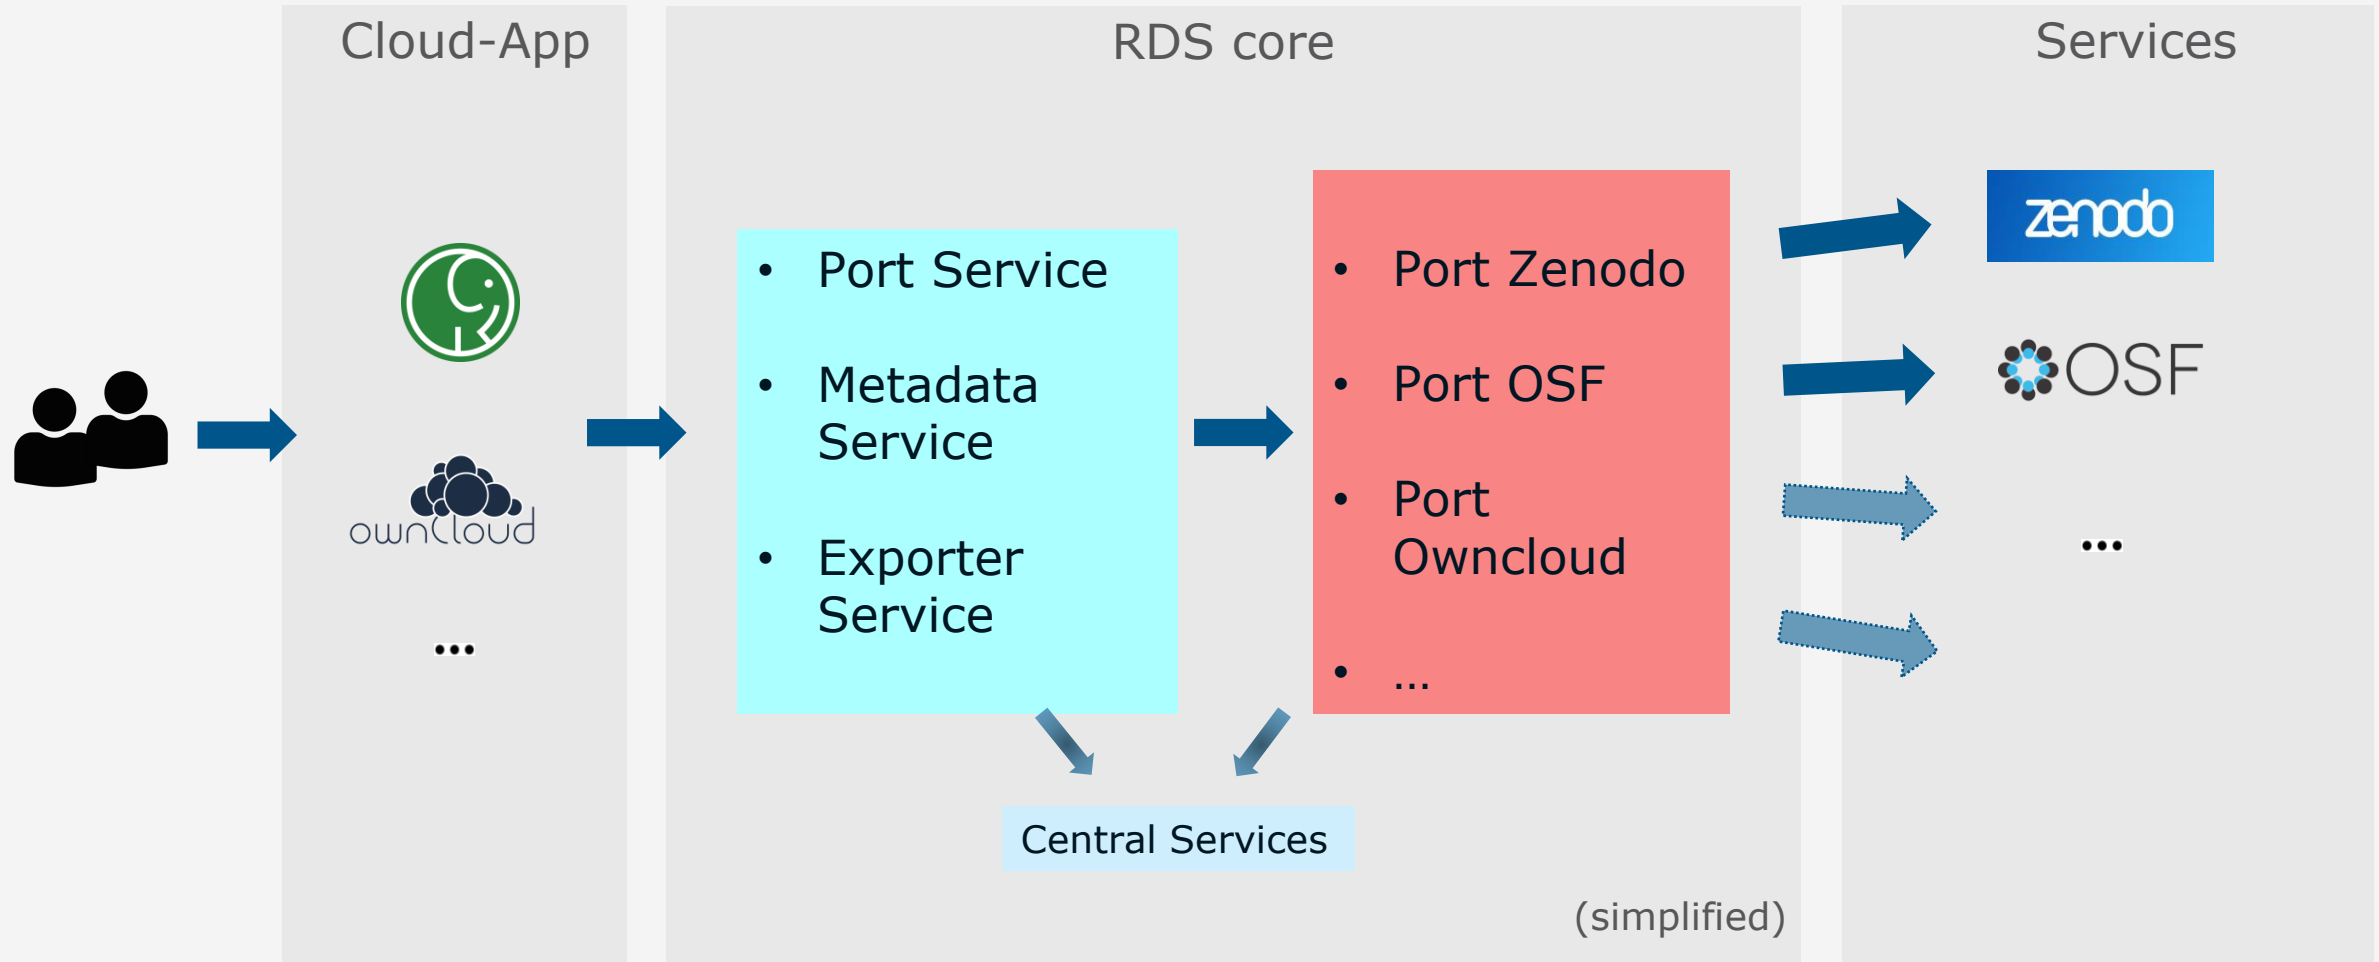 Cloud-App
RDS core
Services
ownCloud
...
• Port Service
• Metadata
Service
• Exporter
Service
• Port Zenodo
• Port OSF
• Port
Owncloud
• ...
Central Services
(simplified)
zenodo
OSF
...